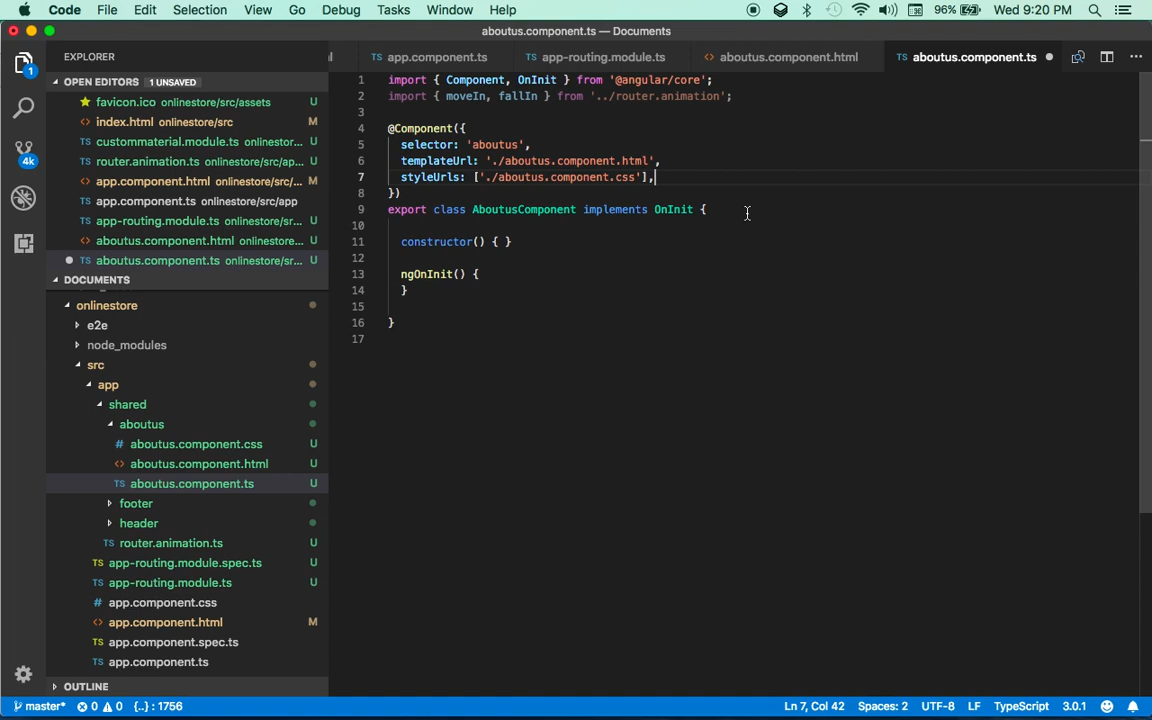 Code File Edit Selection View Go Debug Tasks Window Help 96% Wed 9:20 PM
aboutus.component.ts — Documents
EXPLORER
app.component.ts app-routing.module.ts aboutus.component.html aboutus.component.ts
OPEN EDITORS 1 UNSAVED
favicon.ico onlinestore/src/assets U
index.html onlinestore/src M
custommaterial.module.ts onlinestor... U
router.animation.ts onlinestore/src/ap... U
app.component.html onlinestore/src/... M
app.component.ts onlinestore/src/app
app-routing.module.ts onlinestore/sr... U
aboutus.component.html onlinestore... U
aboutus.component.ts onlinestore/sr... U
DOCUMENTS
onlinestore
e2e
node_modules
src
app
shared
aboutus
aboutus.component.css U
aboutus.component.html U
aboutus.component.ts U
footer
header
router.animation.ts U
app-routing.module.spec.ts U
app-routing.module.ts U
app.component.css
app.component.html M
app.component.spec.ts
app.component.ts
OUTLINE
1 import { Component, OnInit } from '@angular/core';
2 import { moveIn, fallIn } from '../router.animation';
3
4 @Component({
5 selector: 'aboutus',
6 templateUrl: './aboutus.component.html',
7 styleUrls: ['./aboutus.component.css'],
8 })
9 export class AboutusComponent implements OnInit {
10
11 constructor() { }
12
13 ngOnInit() {
14 }
15
16 }
17
1
4k
master* 0 0 {..} : 1756 Ln 7, Col 42 Spaces: 2 UTF-8 LF TypeScript 3.0.1